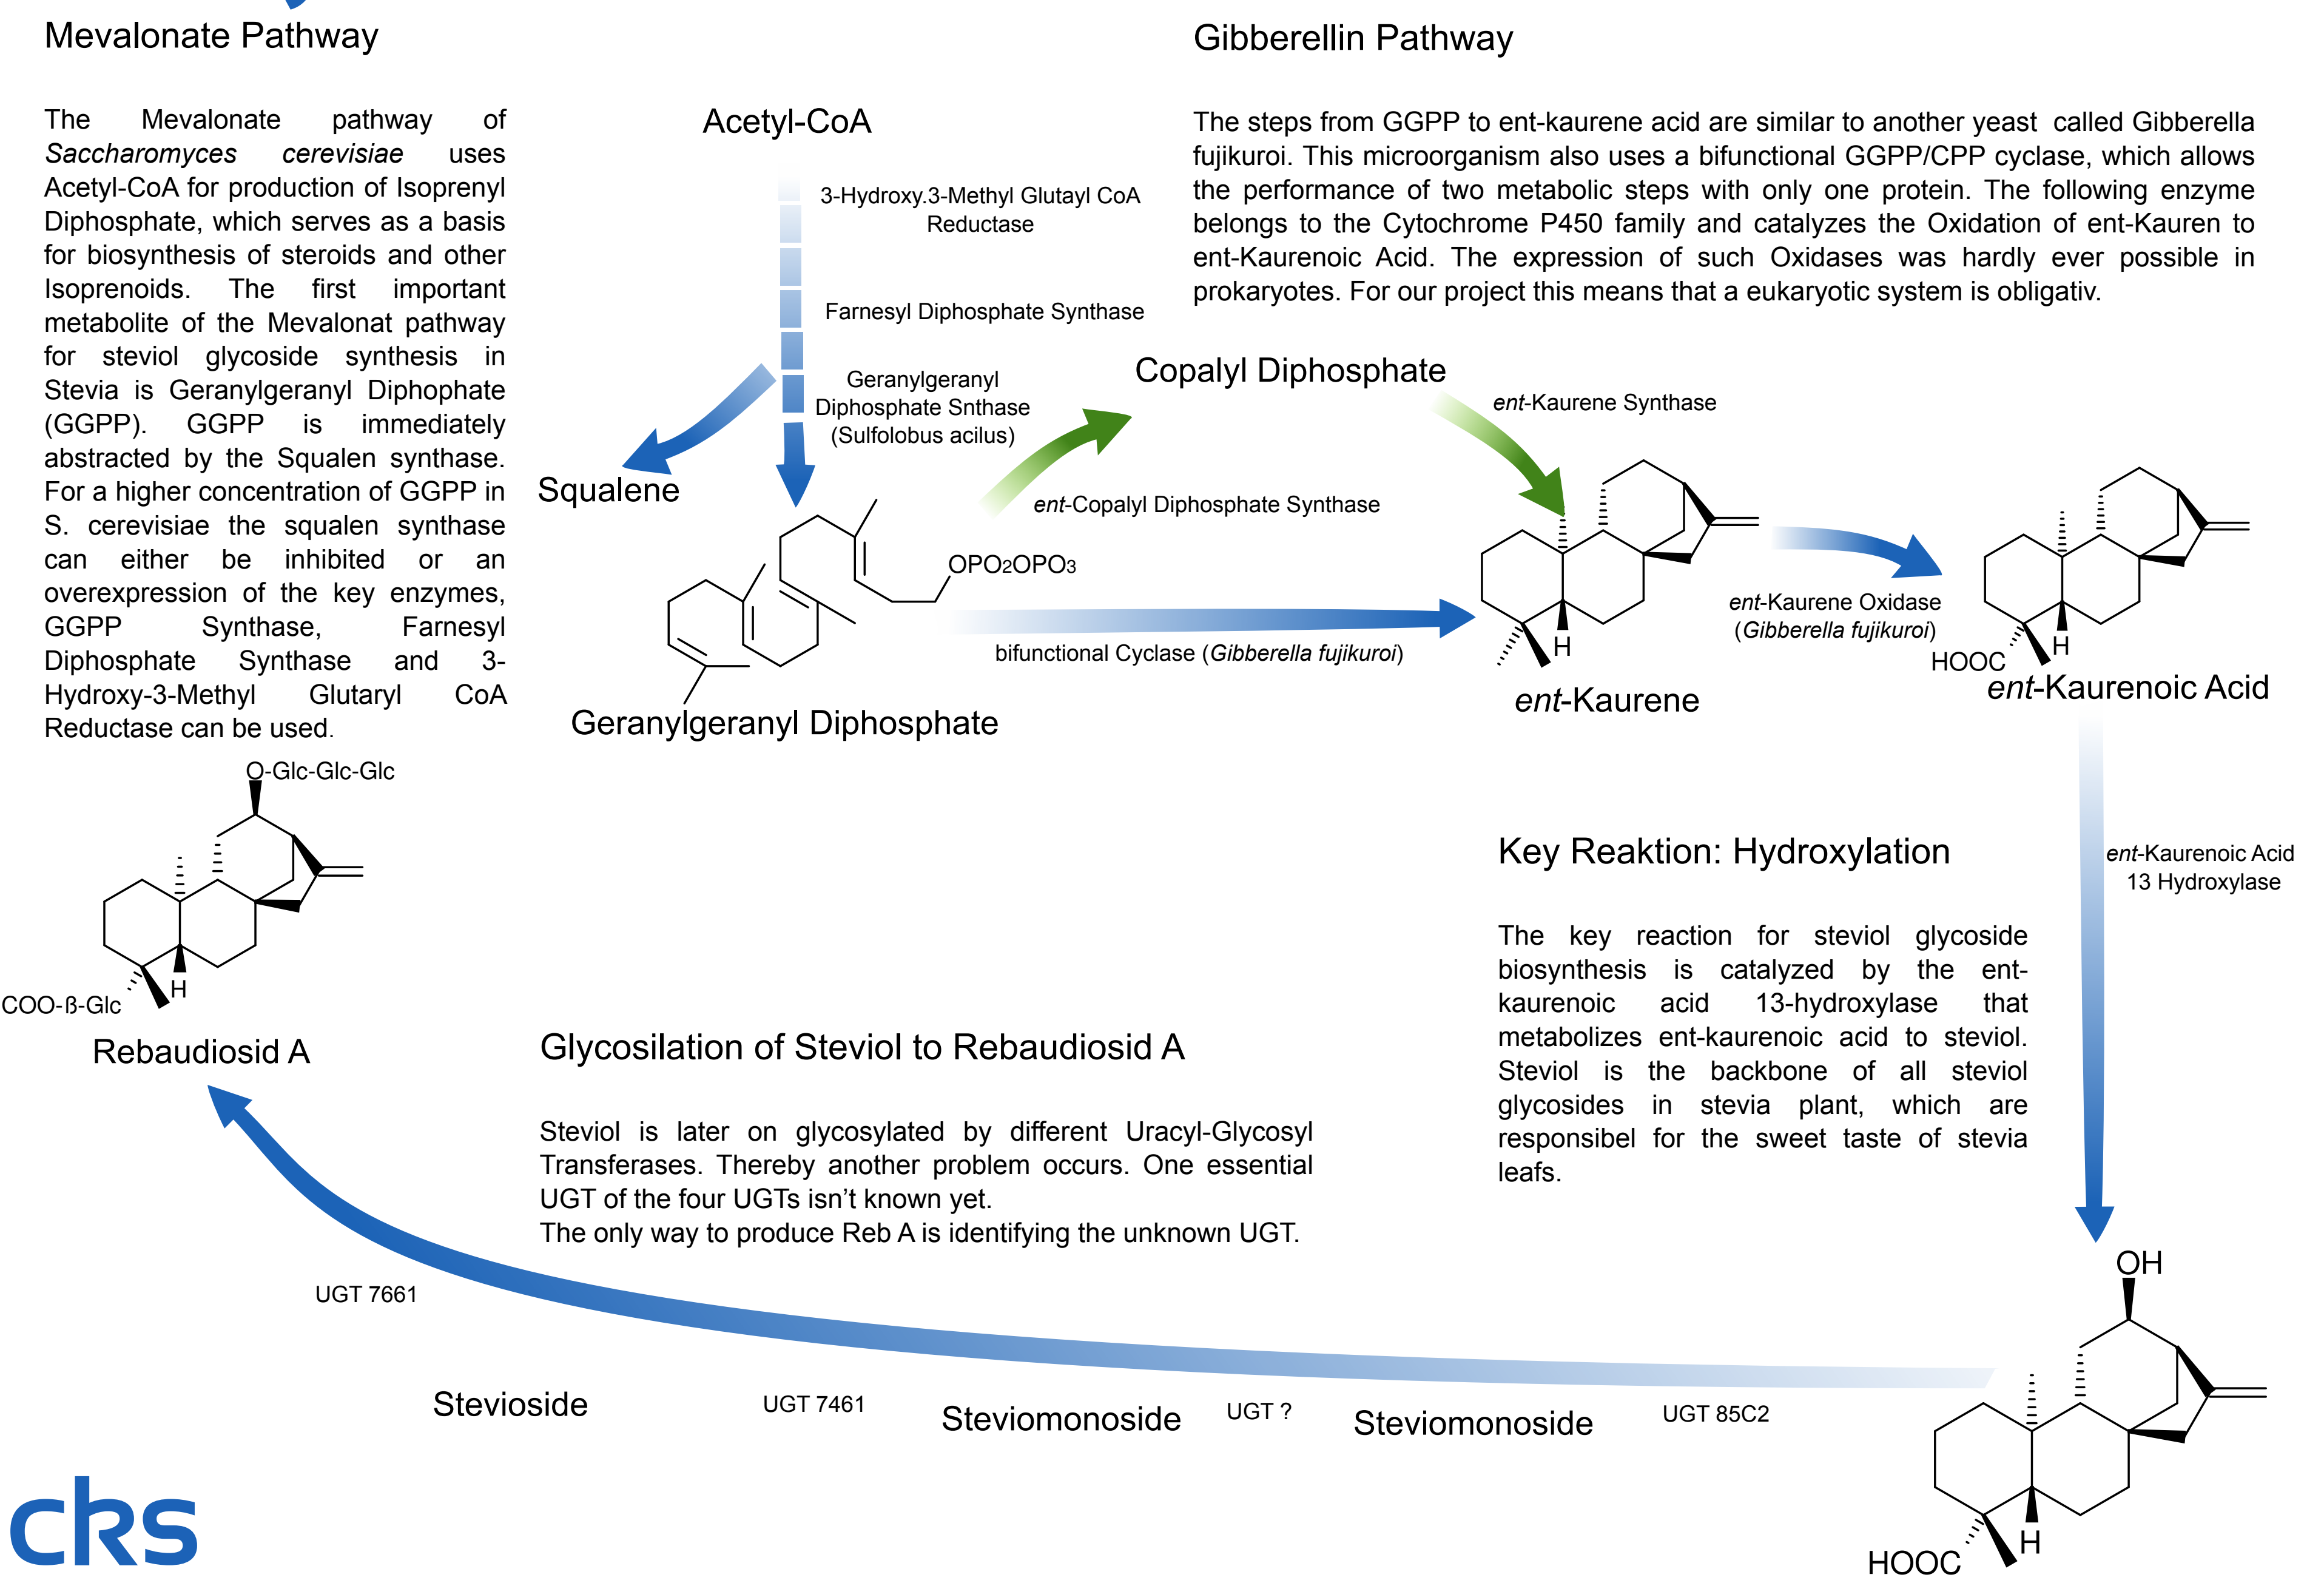 Mevalonate Pathway
The Mevalonate pathway of
Saccharomyces cerevisiae uses
Acetyl-CoA for production of Isoprenyl
Diphosphate, which serves as a basis
for biosynthesis of steroids and other
Isoprenoids. The first important
metabolite of the Mevalonat pathway
for steviol glycoside synthesis in
Stevia is Geranylgeranyl Diphophate
(GGPP). GGPP is immediately
abstracted by the Squalen synthase.
For a higher concentration of GGPP in
S. cerevisiae the squalen synthase
can either be inhibited or an
overexpression of the key enzymes,
GGPP Synthase, Farnesyl
Diphosphate Synthase and 3-
Hydroxy-3-Methyl Glutaryl CoA
Reductase can be used.
Acetyl-CoA
3-Hydroxy.3-Methyl Glutayl CoA
Reductase
Farnesyl Diphosphate Synthase
Geranylgeranyl
Diphosphate Snthase
(Sulfolobus acilus)
Squalene
OPO2OPO3
Geranylgeranyl Diphosphate
Gibberellin Pathway
The steps from GGPP to ent-kaurene acid are similar to another yeast called Gibberella
fujikuroi. This microorganism also uses a bifunctional GGPP/CPP cyclase, which allows
the performance of two metabolic steps with only one protein. The following enzyme
belongs to the Cytochrome P450 family and catalyzes the Oxidation of ent-Kauren to
ent-Kaurenoic Acid. The expression of such Oxidases was hardly ever possible in
prokaryotes. For our project this means that a eukaryotic system is obligativ.
Copalyl Diphosphate
ent-Kaurene Synthase
ent-Copalyl Diphosphate Synthase
bifunctional Cyclase (Gibberella fujikuroi)
H
ent-Kaurene
ent-Kaurene Oxidase
(Gibberella fujikuroi)
HOOC
H
ent-Kaurenoic Acid
ent-Kaurenoic Acid
13 Hydroxylase
Key Reaktion: Hydroxylation
The key reaction for steviol glycoside
biosynthesis is catalyzed by the ent-
kaurenoic acid 13-hydroxylase that
metabolizes ent-kaurenoic acid to steviol.
Steviol is the backbone of all steviol
glycosides in stevia plant, which are
responsibel for the sweet taste of stevia
leafs.
OH
H
HOOC
O-Glc-Glc-Glc
H
COO-ß-Glc
Rebaudiosid A
Glycosilation of Steviol to Rebaudiosid A
Steviol is later on glycosylated by different Uracyl-Glycosyl
Transferases. Thereby another problem occurs. One essential
UGT of the four UGTs isn't known yet.
The only way to produce Reb A is identifying the unknown UGT.
UGT 7661
Stevioside
UGT 7461
Steviomonoside
UGT ?
Steviomonoside
UGT 85C2
cks